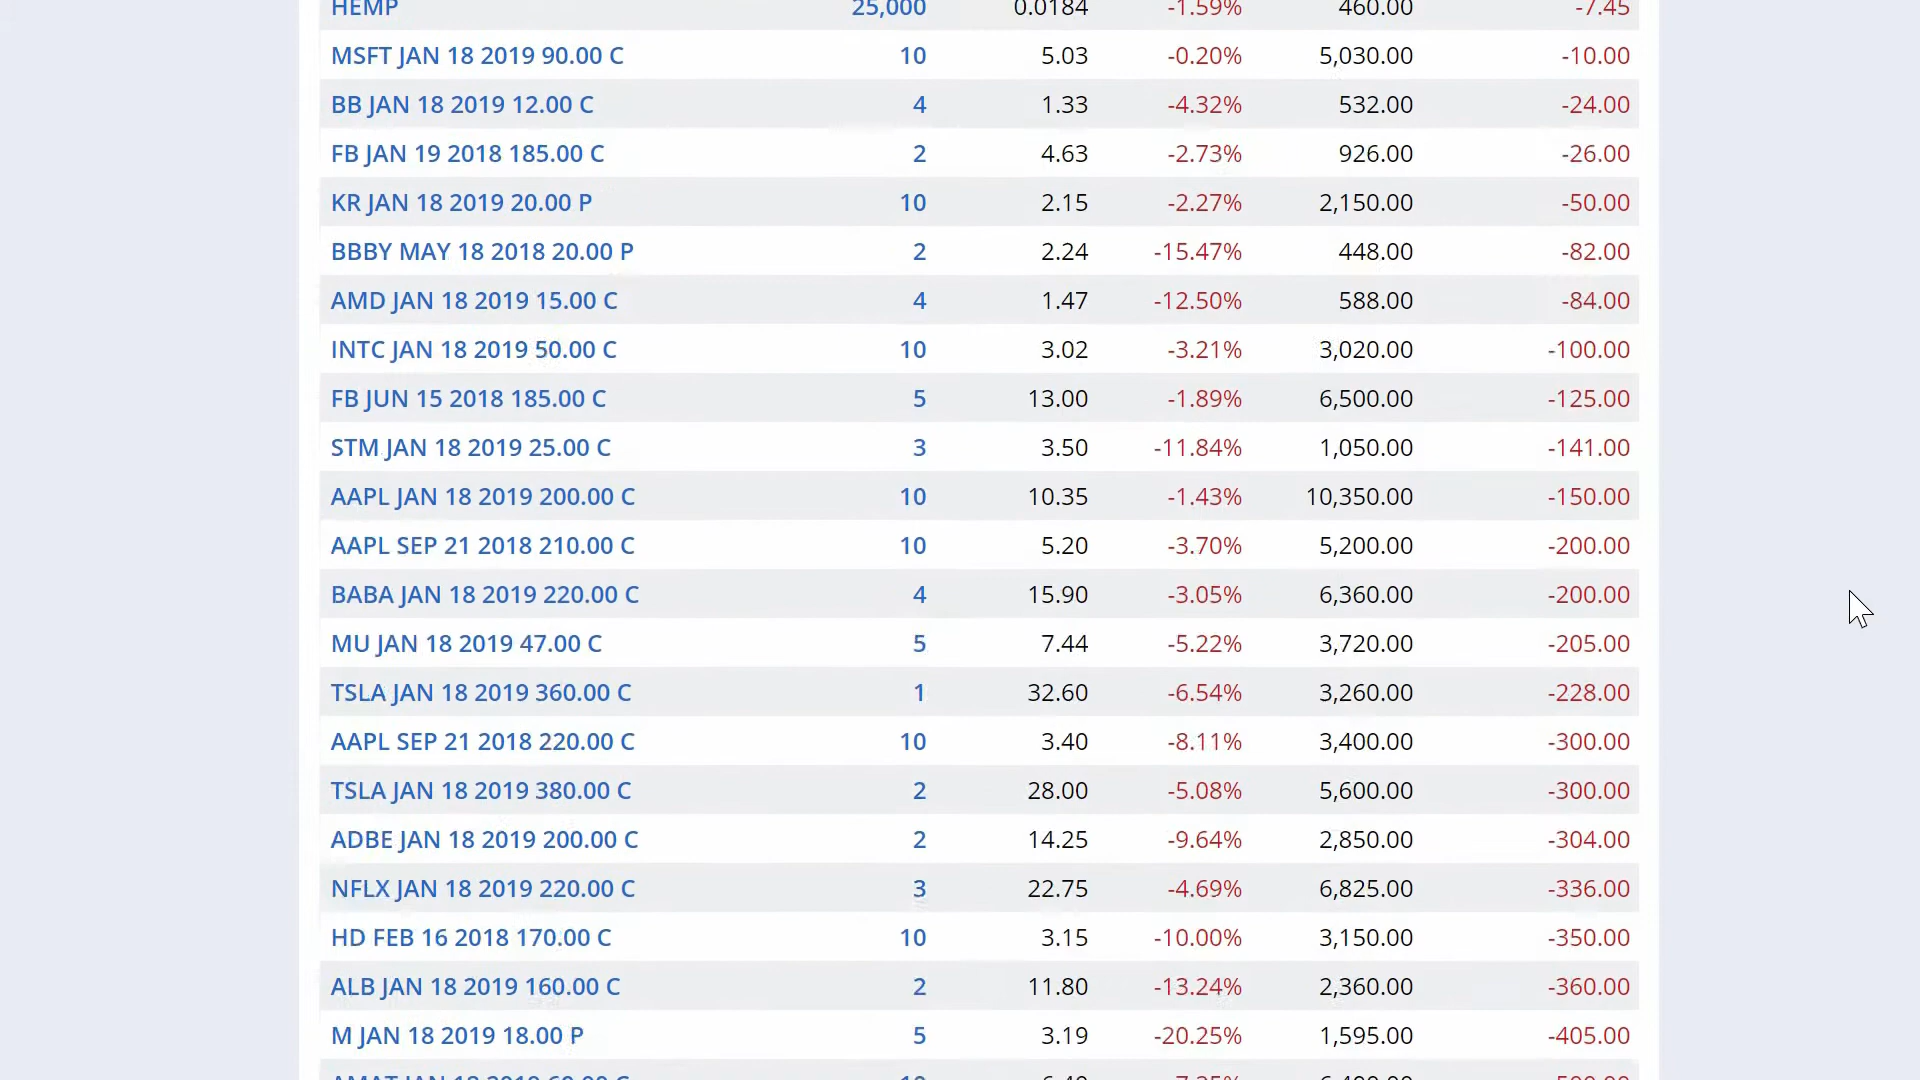 HEMP 25,000 0.0184 -1.59% 460.00 -7.45
MSFT JAN 18 2019 90.00 C 10 5.03 -0.20% 5,030.00 -10.00
BB JAN 18 2019 12.00 C 4 1.33 -4.32% 532.00 -24.00
FB JAN 19 2018 185.00 C 2 4.63 -2.73% 926.00 -26.00
KR JAN 18 2019 20.00 P 10 2.15 -2.27% 2,150.00 -50.00
BBBY MAY 18 2018 20.00 P 2 2.24 -15.47% 448.00 -82.00
AMD JAN 18 2019 15.00 C 4 1.47 -12.50% 588.00 -84.00
INTC JAN 18 2019 50.00 C 10 3.02 -3.21% 3,020.00 -100.00
FB JUN 15 2018 185.00 C 5 13.00 -1.89% 6,500.00 -125.00
STM JAN 18 2019 25.00 C 3 3.50 -11.84% 1,050.00 -141.00
AAPL JAN 18 2019 200.00 C 10 10.35 -1.43% 10,350.00 -150.00
AAPL SEP 21 2018 210.00 C 10 5.20 -3.70% 5,200.00 -200.00
BABA JAN 18 2019 220.00 C 4 15.90 -3.05% 6,360.00 -200.00
MU JAN 18 2019 47.00 C 5 7.44 -5.22% 3,720.00 -205.00
TSLA JAN 18 2019 360.00 C 1 32.60 -6.54% 3,260.00 -228.00
AAPL SEP 21 2018 220.00 C 10 3.40 -8.11% 3,400.00 -300.00
TSLA JAN 18 2019 380.00 C 2 28.00 -5.08% 5,600.00 -300.00
ADBE JAN 18 2019 200.00 C 2 14.25 -9.64% 2,850.00 -304.00
NFLX JAN 18 2019 220.00 C 3 22.75 -4.69% 6,825.00 -336.00
HD FEB 16 2018 170.00 C 10 3.15 -10.00% 3,150.00 -350.00
ALB JAN 18 2019 160.00 C 2 11.80 -13.24% 2,360.00 -360.00
M JAN 18 2019 18.00 P 5 3.19 -20.25% 1,595.00 -405.00